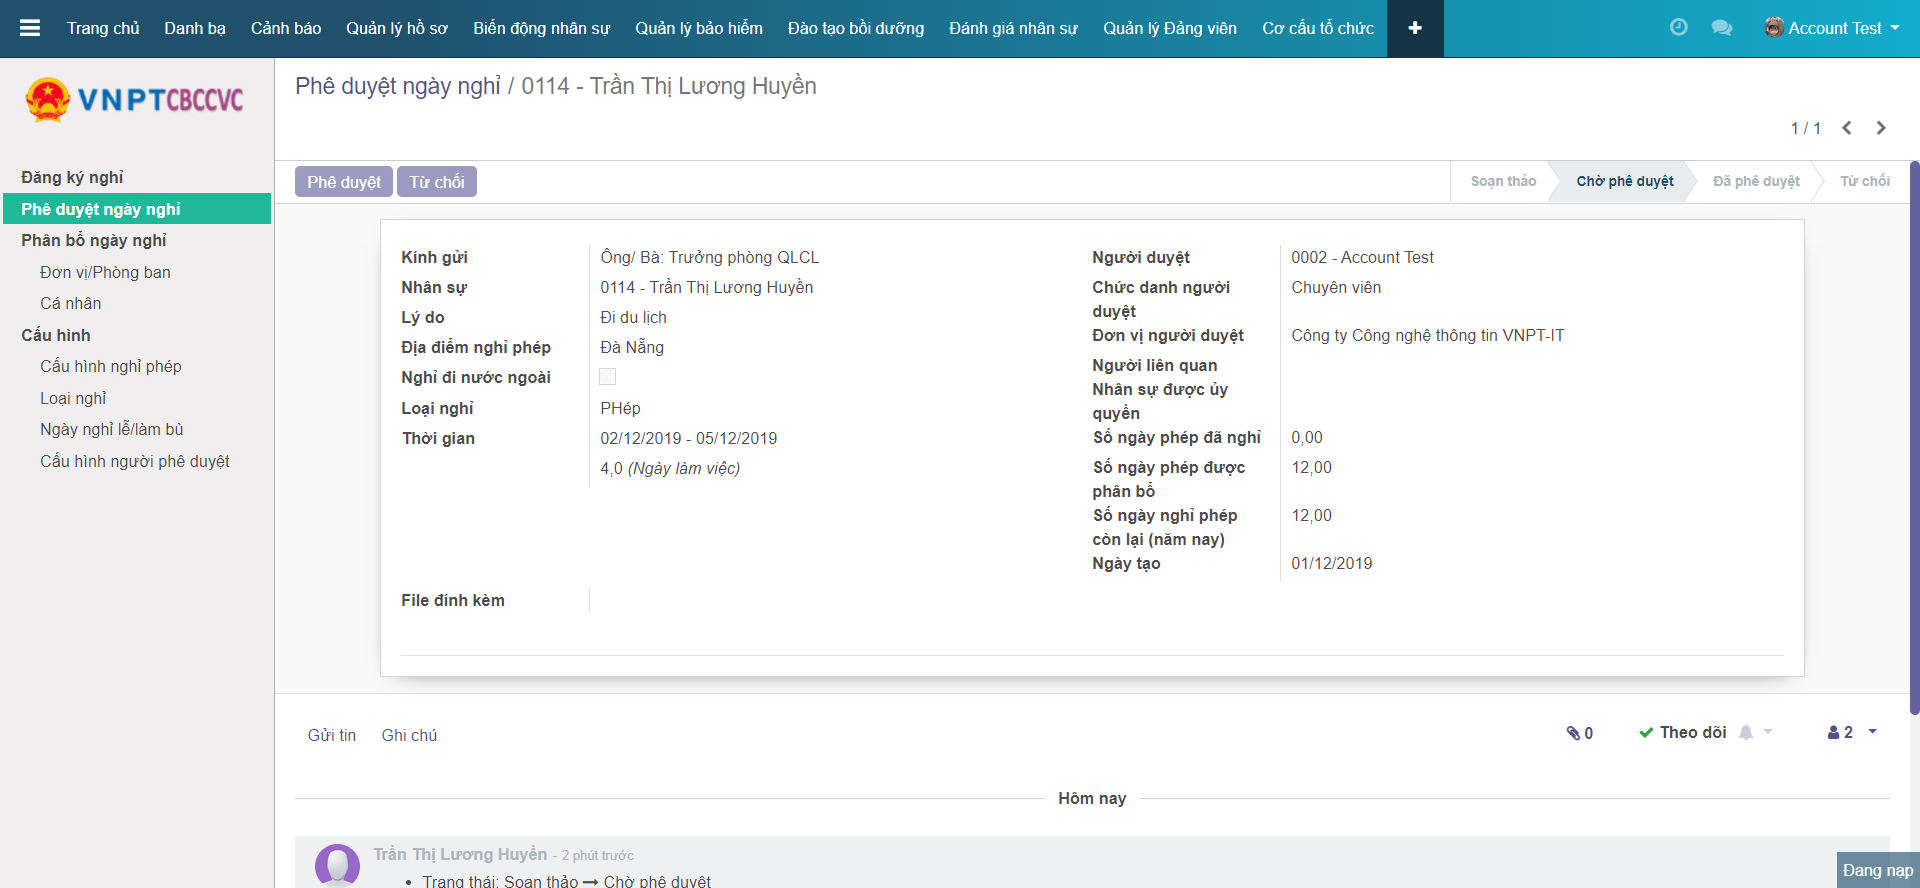 Trang chủ Danh bạ Cảnh báo Quản lý hồ sơ Biến động nhân sự Quản lý bảo hiểm Đào tạo bồi dưỡng Đánh giá nhân sự Quản lý Đảng viên Cơ cấu tổ chức Account Test
VNPTCBCCVC
Đăng ký nghỉ
Phê duyệt ngày nghỉ
Phân bổ ngày nghỉ
Đơn vị/Phòng ban
Cá nhân
Cấu hình
Cấu hình nghỉ phép
Loại nghỉ
Ngày nghỉ lễ/làm bù
Cấu hình người phê duyệt
Phê duyệt ngày nghỉ / 0114 - Trần Thị Lương Huyền
1 / 1
Phê duyệt Từ chối
Soạn thảo Chờ phê duyệt Đã phê duyệt Từ chối
Kính gửi Ông/ Bà: Trưởng phòng QLCL
Nhân sự 0114 - Trần Thị Lương Huyền
Lý do Đi du lịch
Địa điểm nghỉ phép Đà Nẵng
Nghỉ đi nước ngoài
Loại nghỉ PHép
Thời gian 02/12/2019 - 05/12/2019
4,0 (Ngày làm việc)
Người duyệt 0002 - Account Test
Chức danh người Chuyên viên
duyệt
Đơn vị người duyệt Công ty Công nghệ thông tin VNPT-IT
Người liên quan
Nhân sự được ủy
quyền
Số ngày phép đã nghỉ 0,00
Số ngày phép được 12,00
phân bổ
Số ngày nghỉ phép 12,00
còn lại (năm nay)
Ngày tạo 01/12/2019
File đính kèm
Gửi tin Ghi chú
0 Theo dõi 2
Hôm nay
Trần Thị Lương Huyền - 2 phút trước
Trạng thái: Soạn thảo → Chờ phê duyệt
Đang nạp